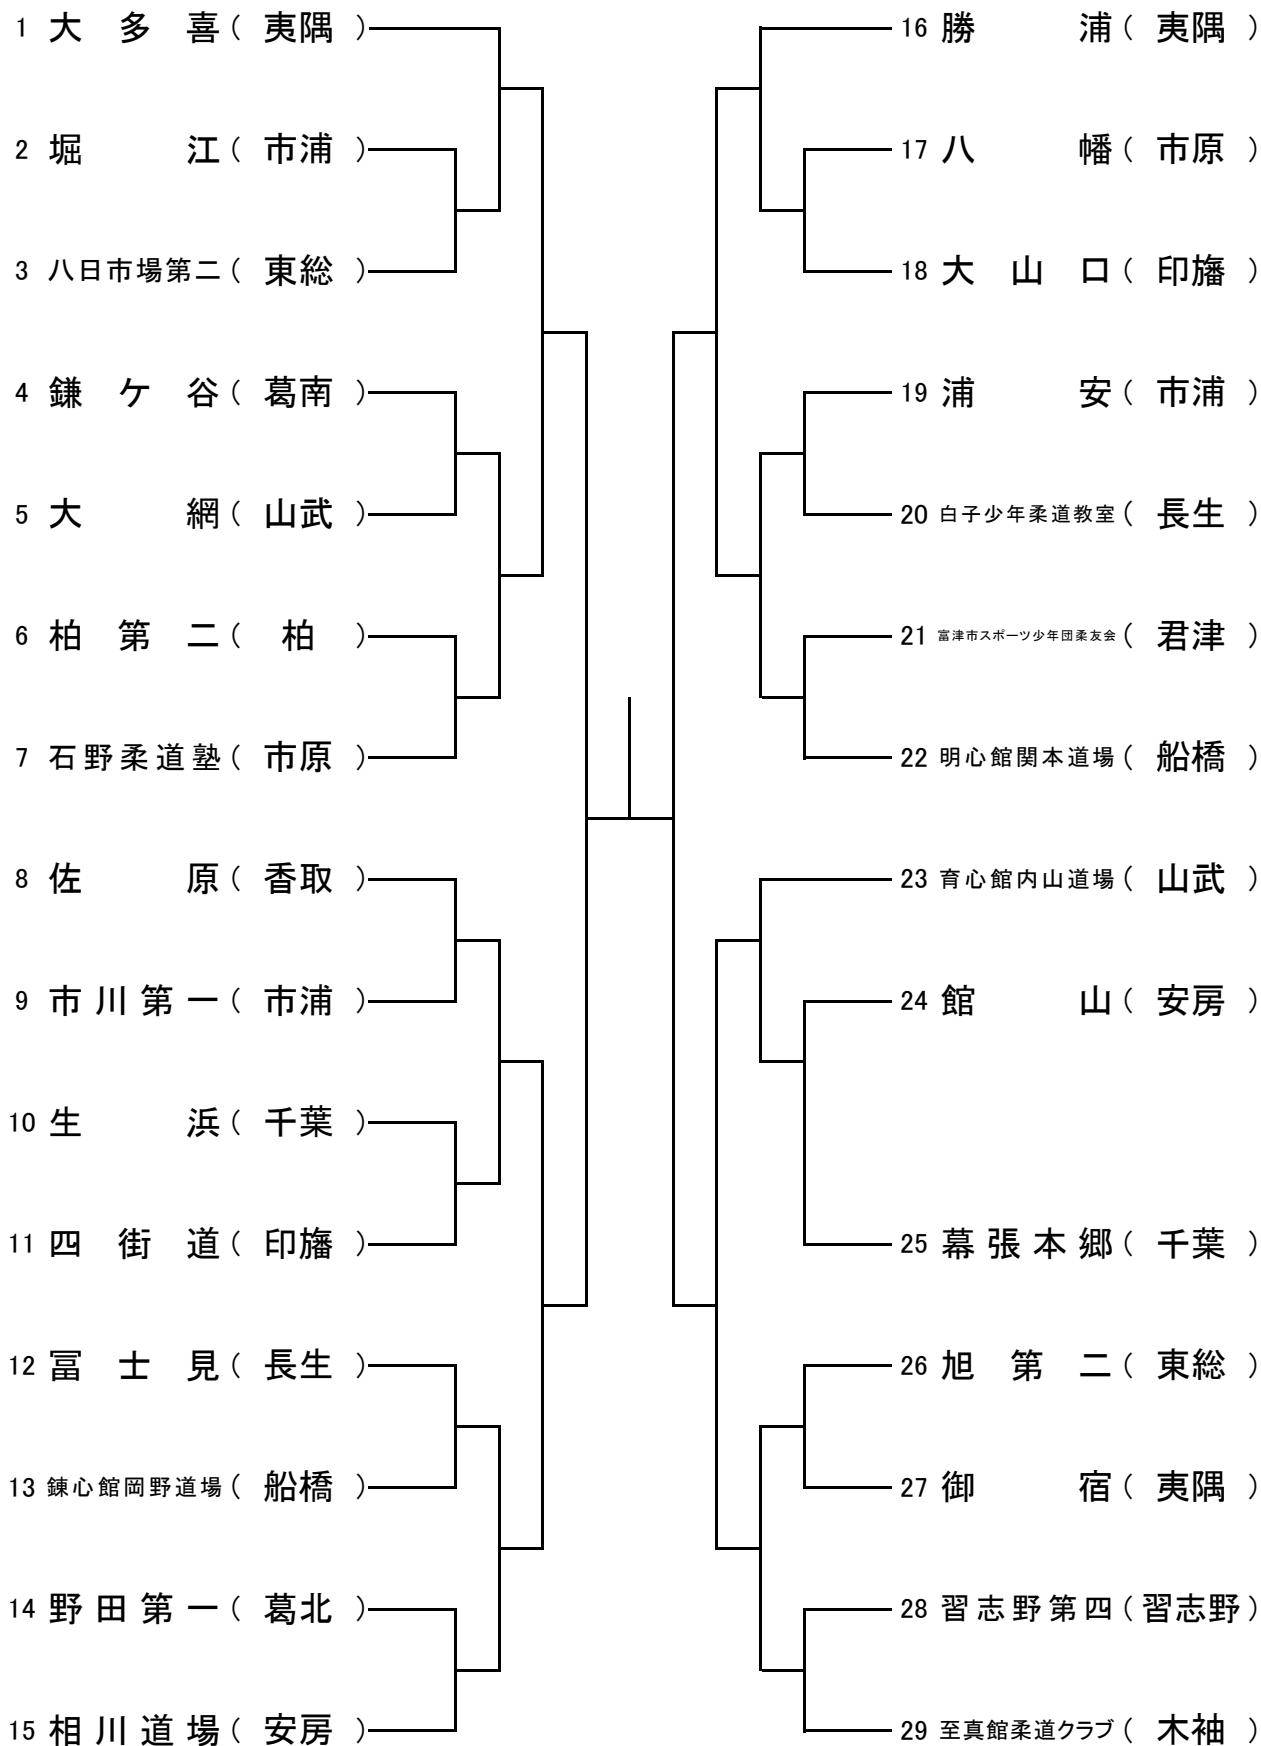 1 大多喜（夷隅）
2 堀江（市浦）
3 八日市場第二（東総）
4 鎌ケ谷（葛南）
5 大網（山武）
6 柏第二（柏）
7 石野柔道塾（市原）
8 佐原（香取）
9 市川第一（市浦）
10 生浜（千葉）
11 四街道（印旛）
12 冨士見（長生）
13 錬心館岡野道場（船橋）
14 野田第一（葛北）
15 相川道場（安房）
16 勝浦（夷隅）
17 八幡（市原）
18 大山口（印旛）
19 浦安（市浦）
20 白子少年柔道教室（長生）
21 富津市スポーツ少年団柔友会（君津）
22 明心館関本道場（船橋）
23 育心館内山道場（山武）
24 館山（安房）
25 幕張本郷（千葉）
26 旭第二（東総）
27 御宿（夷隅）
28 習志野第四（習志野）
29 至真館柔道クラブ（木袖）